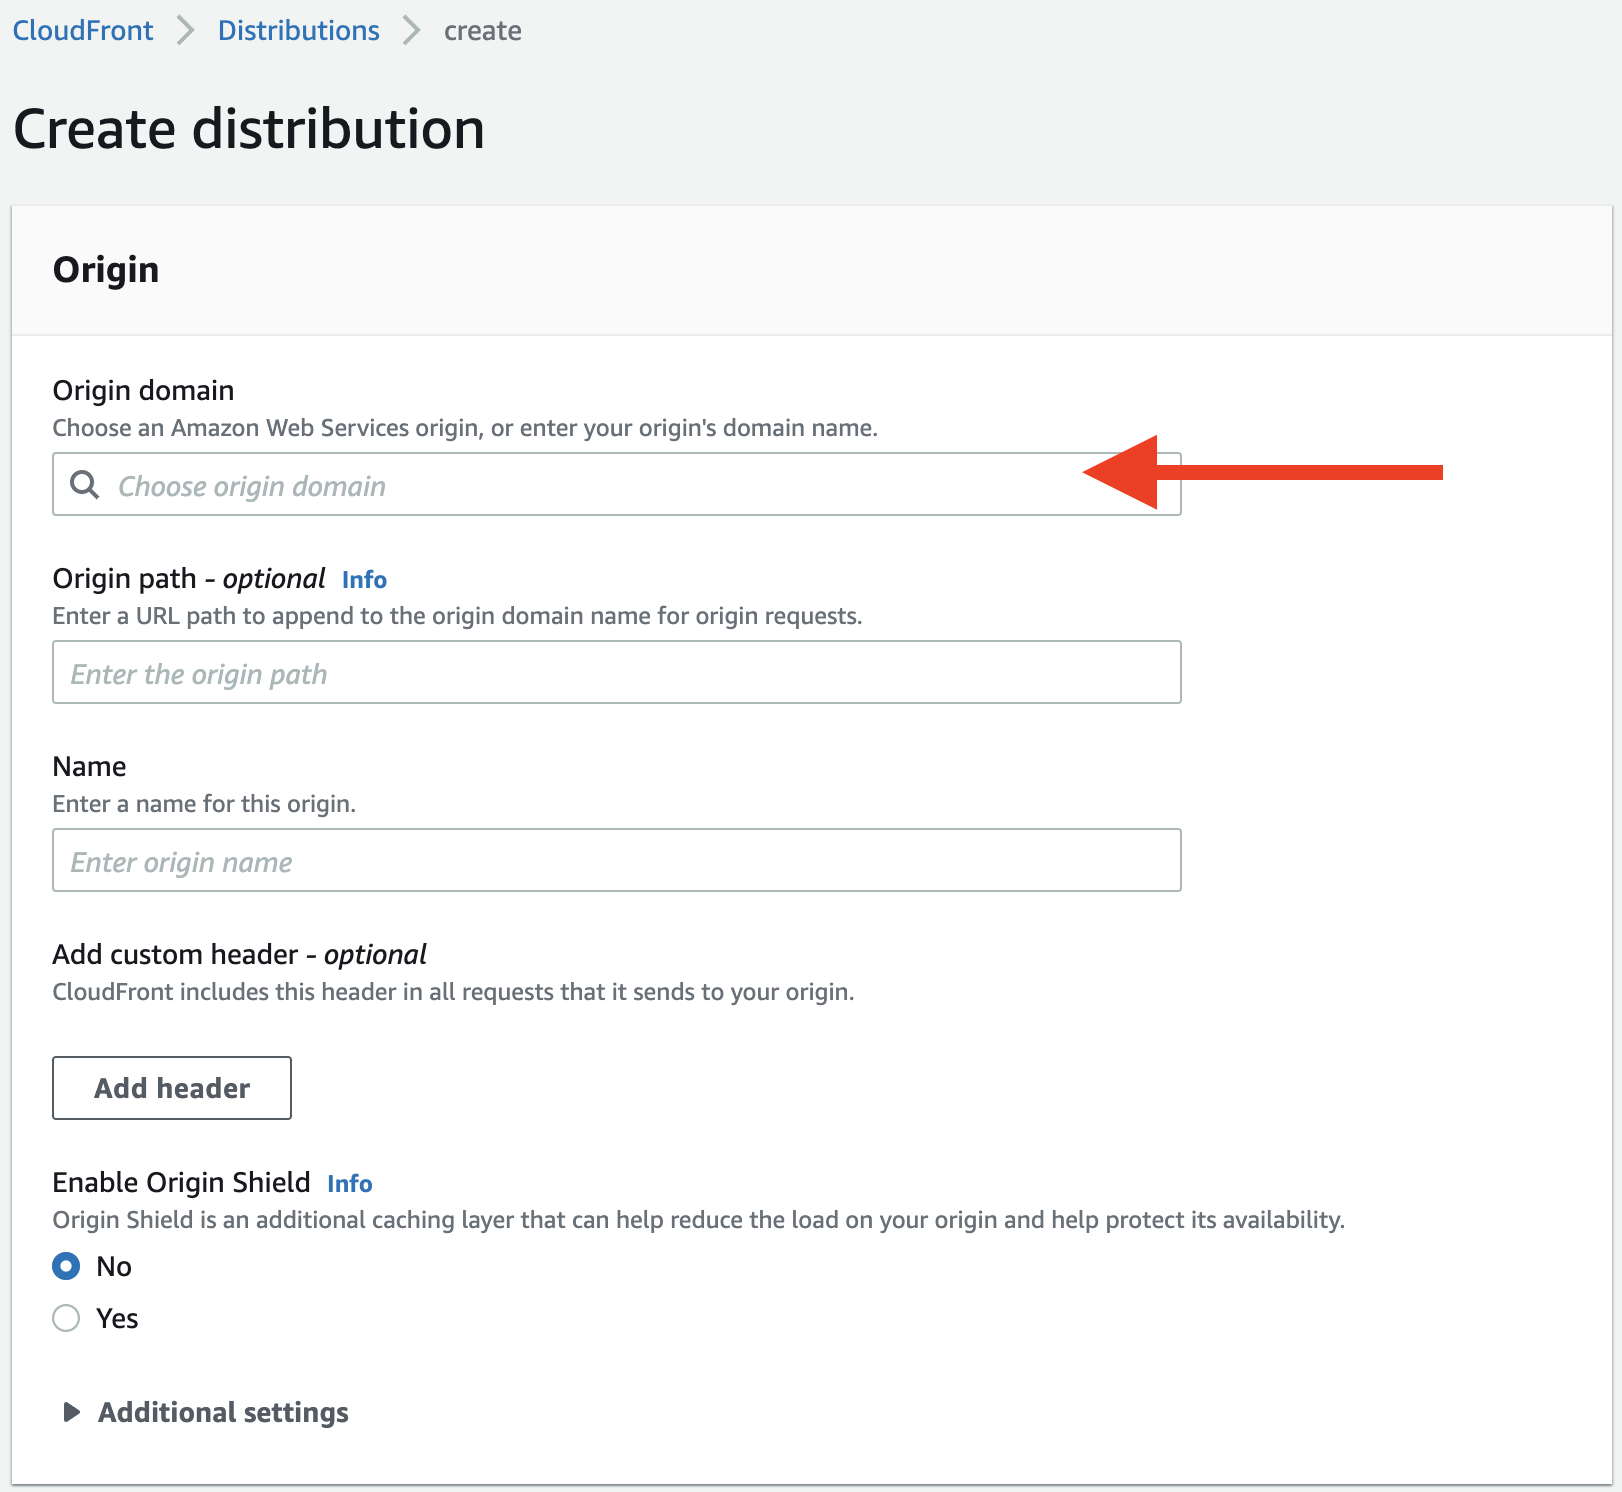 CloudFront Distributions create
Create distribution
Origin
Origin domain
Choose an Amazon Web Services origin, or enter your origin's domain name.
Choose origin domain
Origin path - optional Info
Enter a URL path to append to the origin domain name for origin requests.
Enter the origin path
Name
Enter a name for this origin.
Enter origin name
Add custom header - optional
CloudFront includes this header in all requests that it sends to your origin.
Add header
Enable Origin Shield Info
Origin Shield is an additional caching layer that can help reduce the load on your origin and help protect its availability.
No
Yes
Additional settings